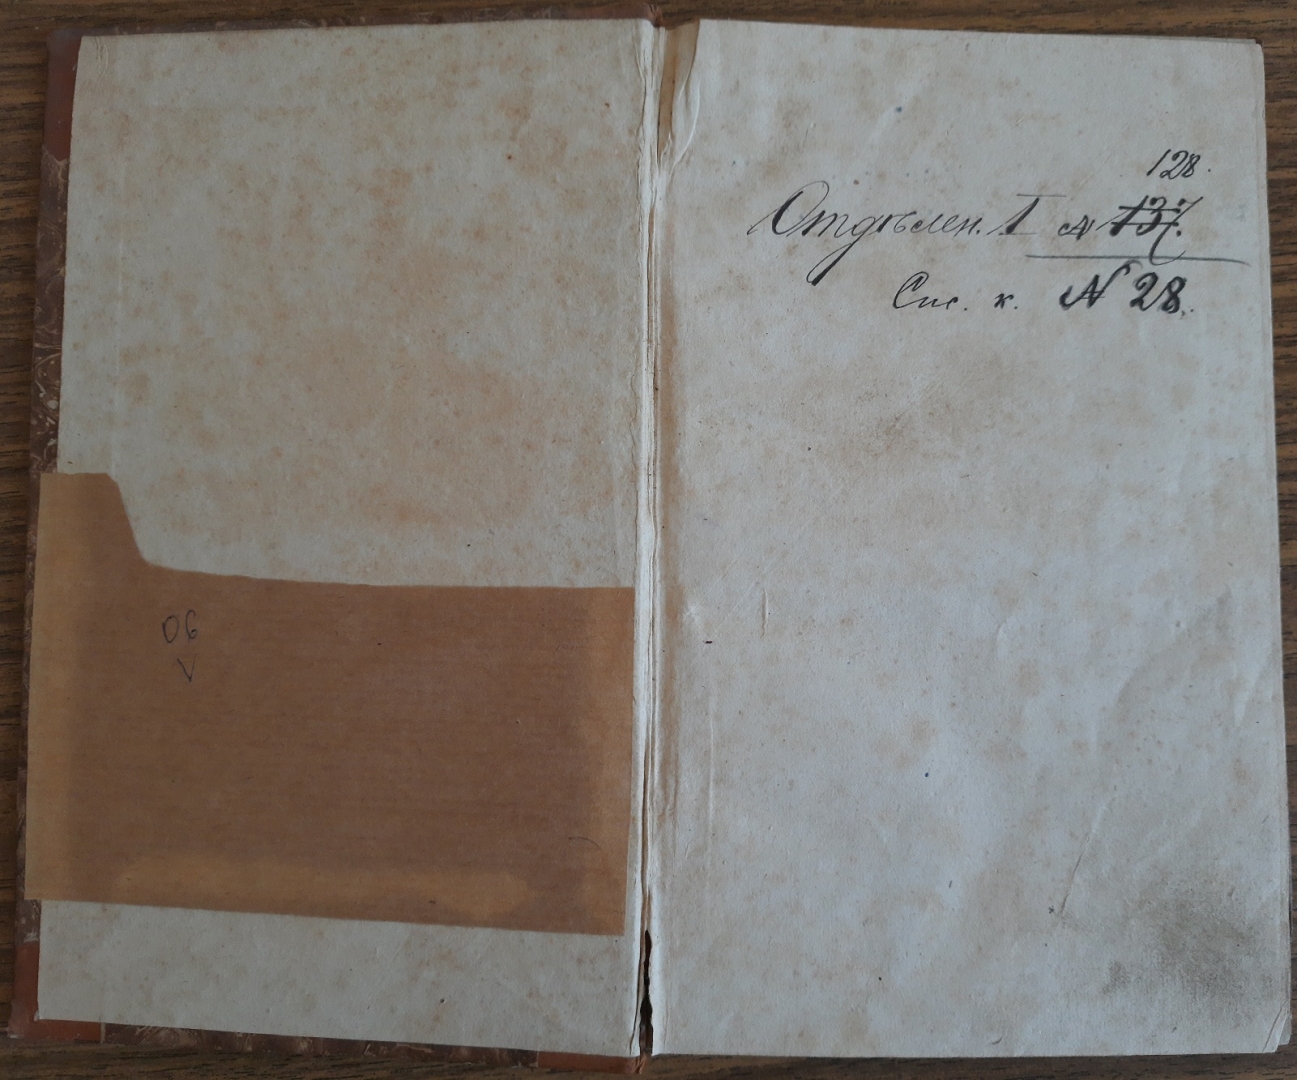 128.
Отдѣлен. I № 137.
Спс. к. № 28.
06
V